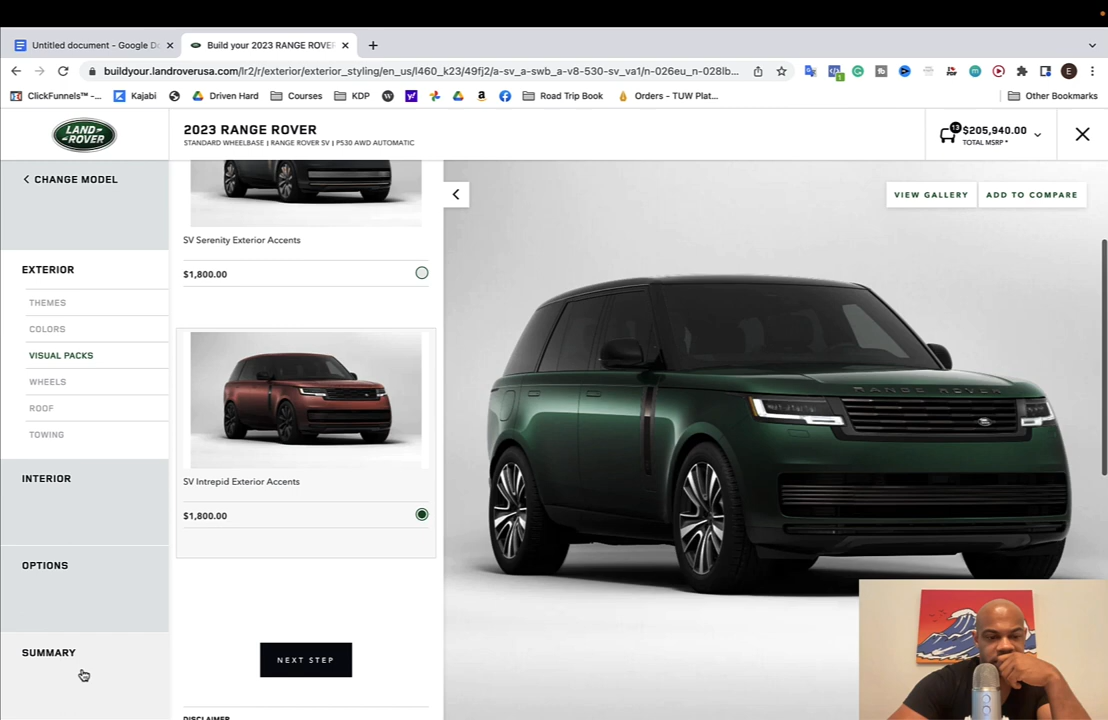 Untitled document - Google Do
Build your 2023 RANGE ROVER
buildyour.landroverusa.com/lr2/r/exterior/exterior_styling/en_us/l460_k23/49fj2/a-sv_a-swb_a-v8-530-sv_va1/n-026eu_n-028lb...
E
ClickFunnels™ -...
Kajabi
Driven Hard
Courses
KDP
Road Trip Book
Orders - TUW Plat...
Other Bookmarks
LAND ROVER
2023 RANGE ROVER
STANDARD WHEELBASE | RANGE ROVER SV | P530 AWD AUTOMATIC
13
$205,940.00
TOTAL MSRP *
CHANGE MODEL
EXTERIOR
THEMES
COLORS
VISUAL PACKS
WHEELS
ROOF
TOWING
INTERIOR
OPTIONS
SUMMARY
SV Serenity Exterior Accents
$1,800.00
SV Intrepid Exterior Accents
$1,800.00
NEXT STEP
DISCLAIMER
VIEW GALLERY
ADD TO COMPARE
RANGE ROVER